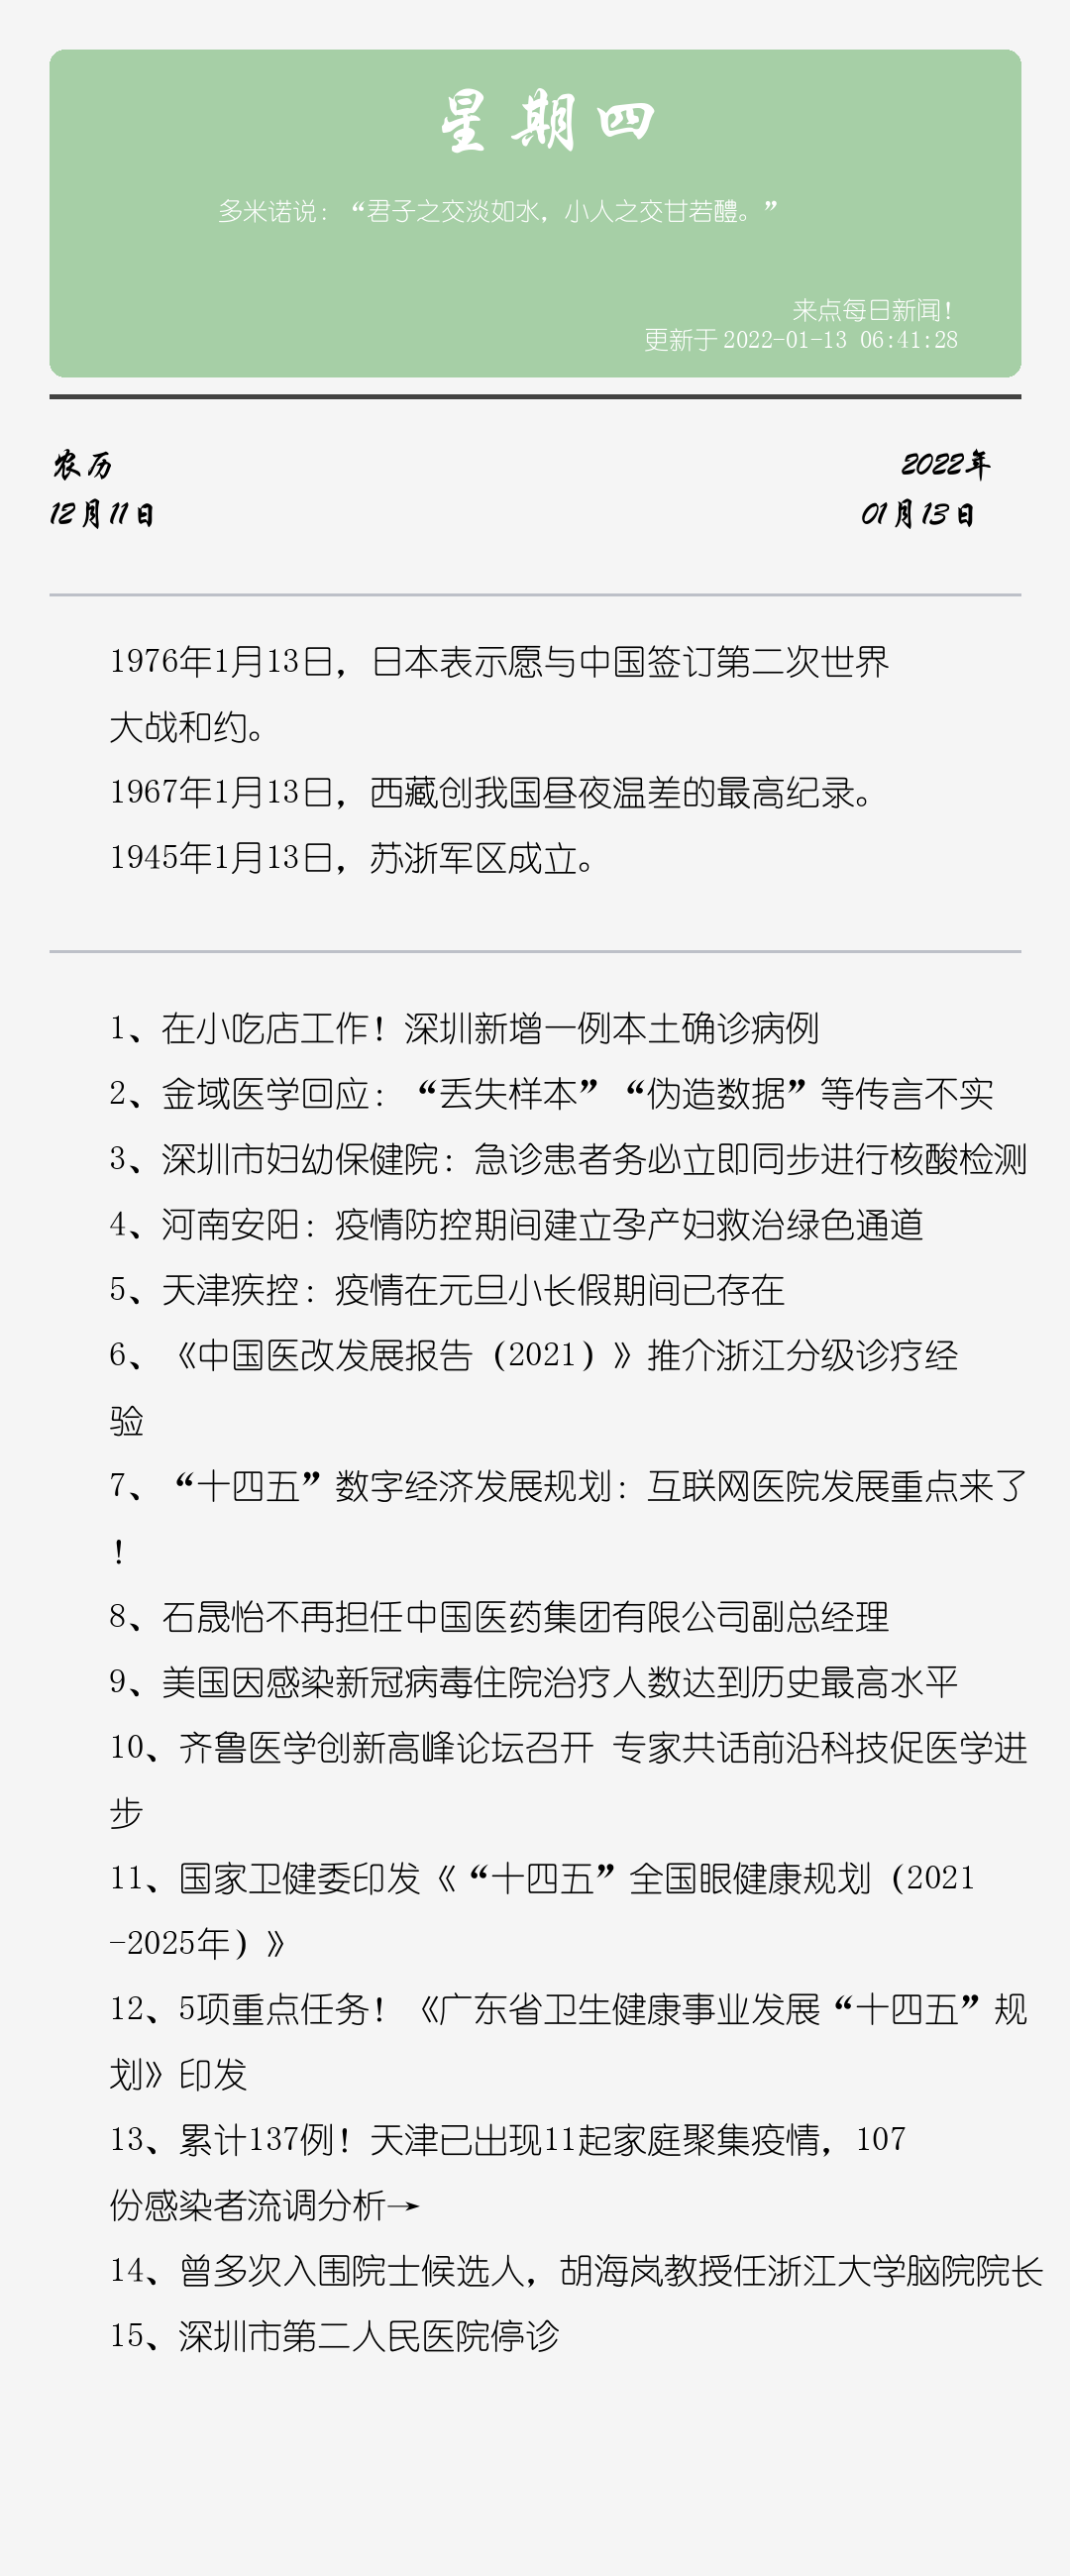 星期四
多米诺说：“君子之交淡如水，小人之交甘若醴。”
来点每日新闻！
更新于 2022-01-13 06:41:28
农历 2022年
12月11日 01月13日
1976年1月13日，日本表示愿与中国签订第二次世界
大战和约。
1967年1月13日，西藏创我国昼夜温差的最高纪录。
1945年1月13日，苏浙军区成立。
1、在小吃店工作！深圳新增一例本土确诊病例
2、金域医学回应：“丢失样本”“伪造数据”等传言不实
3、深圳市妇幼保健院：急诊患者务必立即同步进行核酸检测
4、河南安阳：疫情防控期间建立孕产妇救治绿色通道
5、天津疾控：疫情在元旦小长假期间已存在
6、《中国医改发展报告（2021）》推介浙江分级诊疗经
验
7、“十四五”数字经济发展规划：互联网医院发展重点来了
！
8、石晟怡不再担任中国医药集团有限公司副总经理
9、美国因感染新冠病毒住院治疗人数达到历史最高水平
10、齐鲁医学创新高峰论坛召开 专家共话前沿科技促医学进
步
11、国家卫健委印发《“十四五”全国眼健康规划（2021
-2025年）》
12、5项重点任务！《广东省卫生健康事业发展“十四五”规
划》印发
13、累计137例！天津已出现11起家庭聚集疫情，107
份感染者流调分析→
14、曾多次入围院士候选人，胡海岚教授任浙江大学脑院院长
15、深圳市第二人民医院停诊